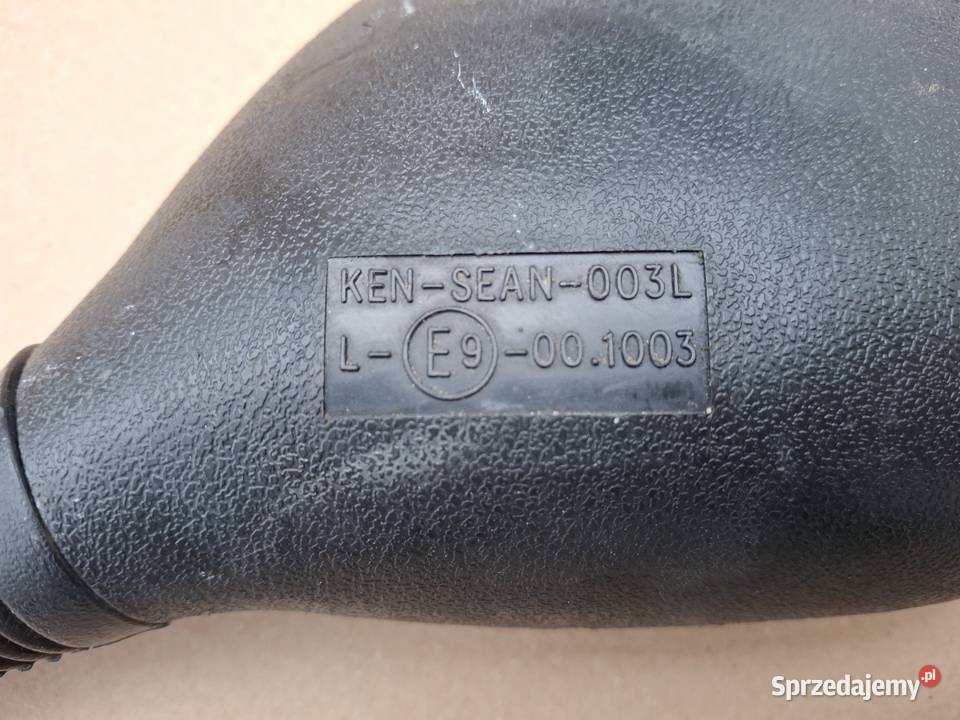 KEN-SEAN-003L
L-E9-00.1003
Sprzedajemy.pl